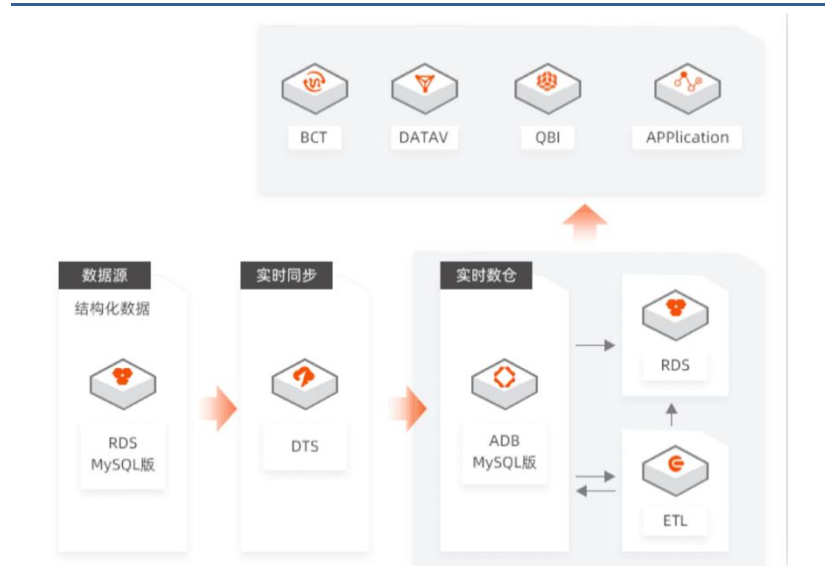 BCT
DATAV
QBI
APPlication
数据源
实时同步
实时数仓
结构化数据
RDS
RDS
MySQL版
DTS
ADB
MySQL版
ETL